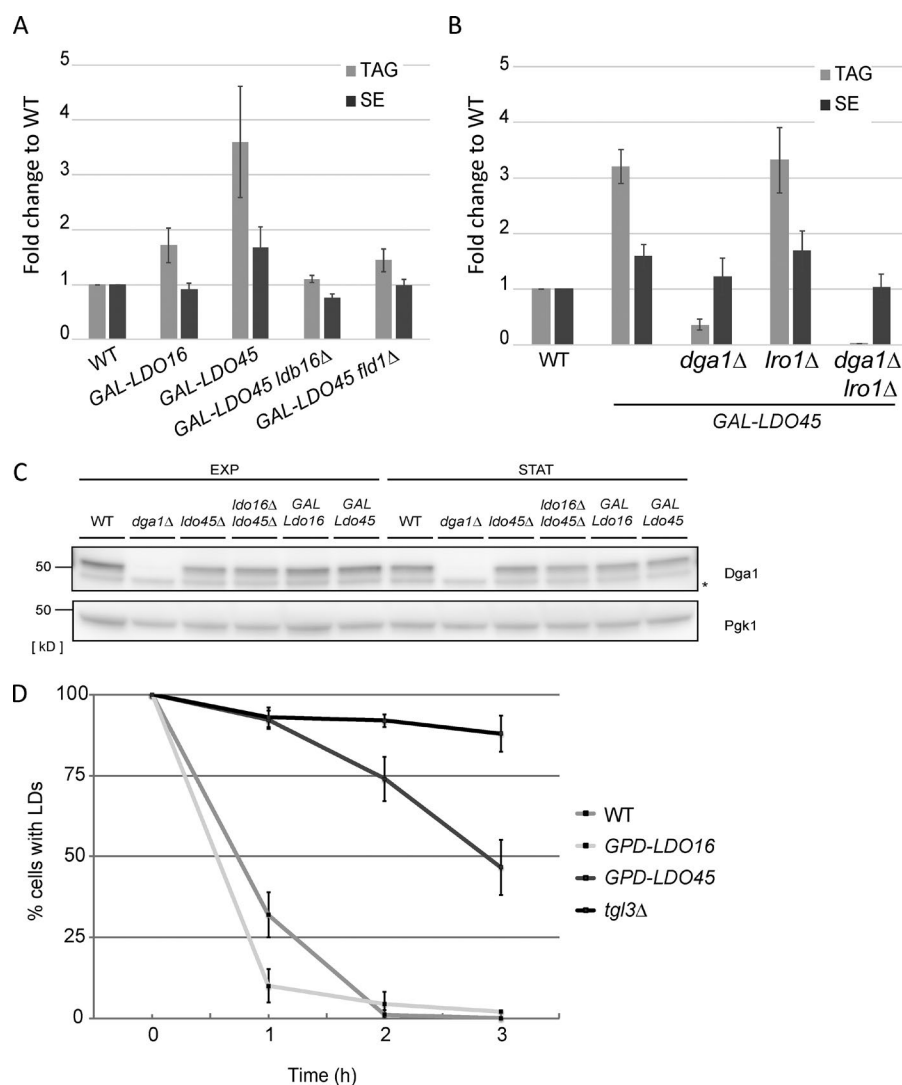 A
Fold change to WT
5
4
3
2
1
0
TAG
SE
WT
GAL-LDO16
GAL-LDO45
GAL-LDO45 ldb16Δ
GAL-LDO45 fld1Δ
B
Fold change to WT
5
4
3
2
1
0
TAG
SE
WT
dga1Δ
lro1Δ
dga1Δ
lro1Δ
GAL-LDO45
C
EXP STAT
WT dga1Δ ldo45Δ ldo16Δ ldo45Δ GAL Ldo16 GAL Ldo45 WT dga1Δ ldo45Δ ldo16Δ ldo45Δ GAL Ldo16 GAL Ldo45
50
Dga1
*
50
Pgk1
[ kD ]
D
% cells with LDs
100
75
50
25
0
0 1 2 3
Time (h)
WT
GPD-LDO16
GPD-LDO45
tgl3Δ